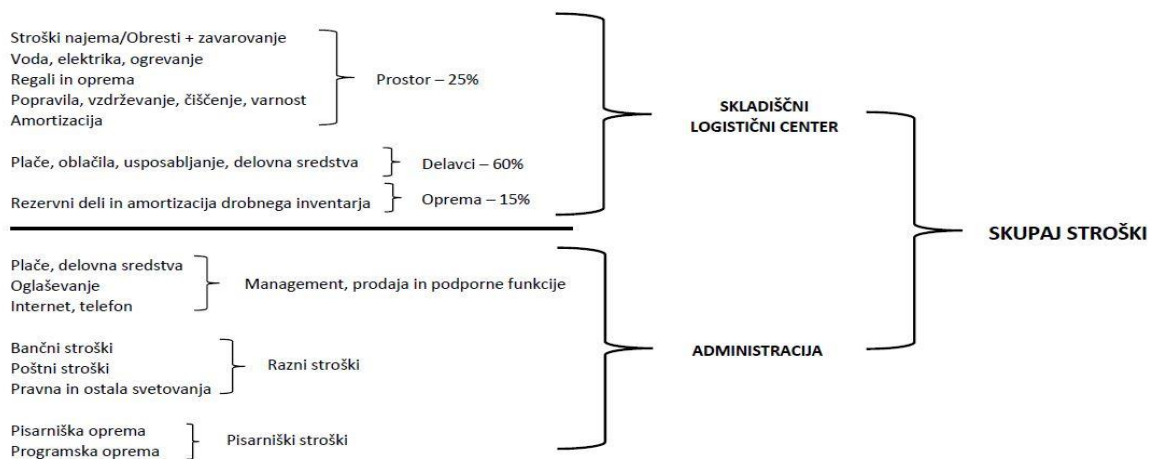 Stroški najema/Obresti + zavarovanje
Voda, elektrika, ogrevanje
Regali in oprema
Popravila, vzdrževanje, čiščenje, varnost
Amortizacija
Prostor – 25%
Plače, oblačila, usposabljanje, delovna sredstva
Delavci – 60%
Rezervni deli in amortizacija drobnega inventarja
Oprema – 15%
SKLADIŠČNI
LOGISTIČNI CENTER
Plače, delovna sredstva
Oglaševanje
Internet, telefon
Management, prodaja in podporne funkcije
Bančni stroški
Poštni stroški
Pravna in ostala svetovanja
Razni stroški
Pisarniška oprema
Programska oprema
Pisarniški stroški
ADMINISTRACIJA
SKUPAJ STROŠKI